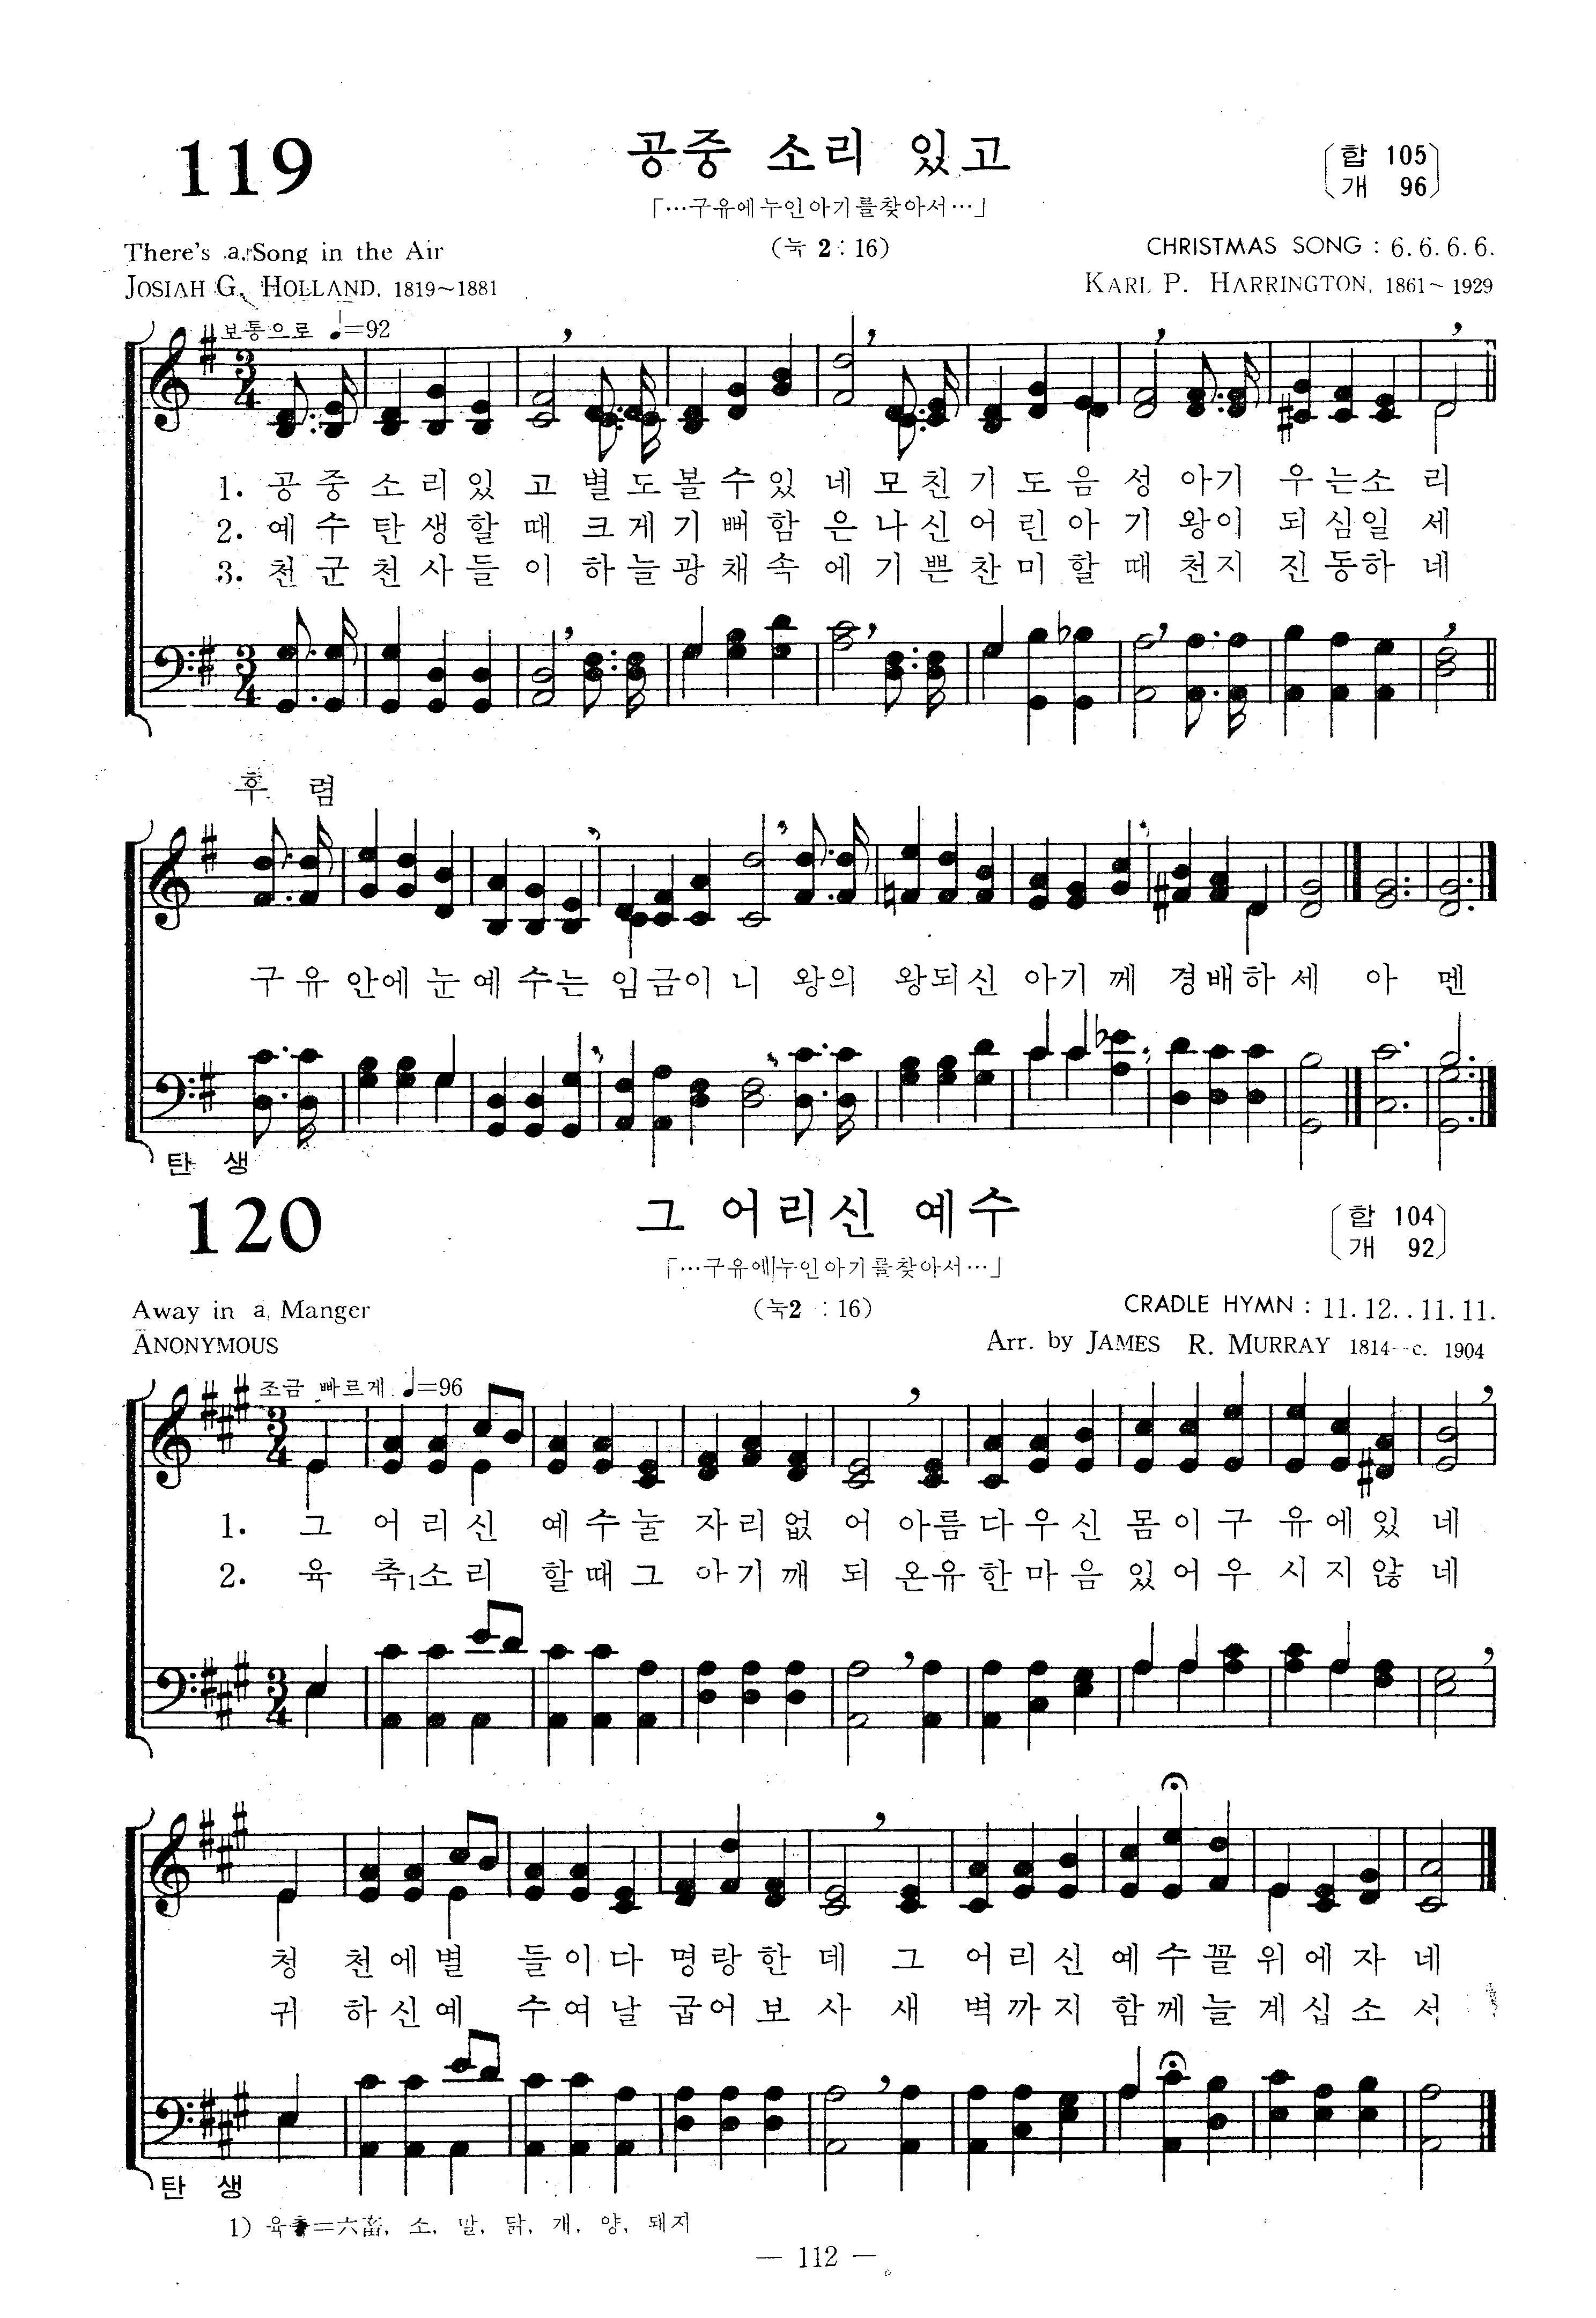 119
공중 소리 있고
〔합 105
개 96〕
「…구유에 누인 아기를 찾아서…」
There's a Song in the Air
(눅 2 : 16)
CHRISTMAS SONG : 6.6.6.6.
JOSIAH G. HOLLAND, 1819~1881
KARL P. HARRINGTON, 1861~1929
보통으로 ♩=92
1. 공중소리있고 별도볼수있네 모친기도음성 아기 우는소리
2. 예수탄생할때 크게기뻐함은 나신어린아기 왕이 되심일세
3. 천군천사들이 하늘광채속에 기쁜찬미할때 천지 진동하네
후 렴
구유 안에 눈 예수는 임금이니 왕의 왕되신 아기께 경배하세 아멘
탄 생
120
그 어리신 예수
〔합 104
개 92〕
「…구유에 누인 아기를 찾아서…」
Away in a Manger
(눅2 : 16)
CRADLE HYMN : 11.12..11.11.
ANONYMOUS
Arr. by JAMES R. MURRAY 1814--c. 1904
조금 빠르게 ♩=96
1. 그 어리신 예수눌 자리없어 아름다우신 몸이구 유에있네
2. 육 축1소리 할때그 아기깨되 온유한마음 있어우 시지않네
청 천에별 들이다 명랑한데 그 어리신 예수꼴 위에자네
귀 하신예 수여날 굽어보사 새 벽까지 함께늘 계십소서
탄 생
1) 육축=六畜, 소, 말, 닭, 개, 양, 돼지
— 112 —